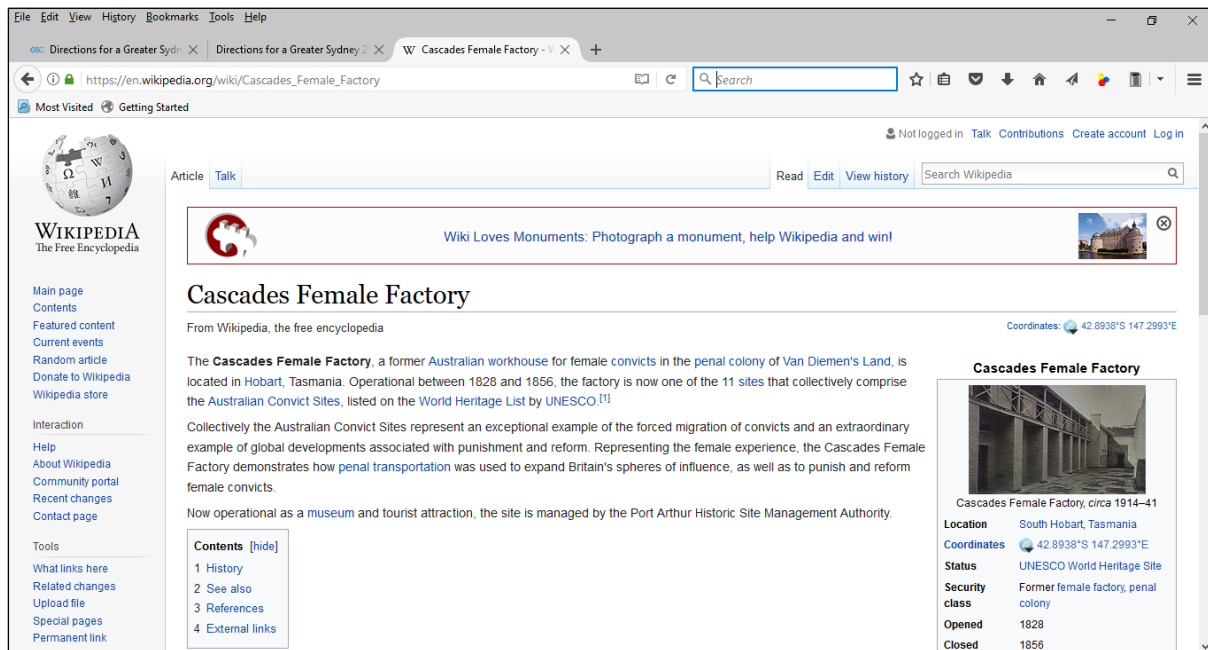 File Edit View History Bookmarks Tools Help
GSC Directions for a Greater Sydn
Directions for a Greater Sydney 2
W Cascades Female Factory - W
https://en.wikipedia.org/wiki/Cascades_Female_Factory
Search
Most Visited Getting Started
Not logged in Talk Contributions Create account Log in
Article Talk
Read Edit View history
Search Wikipedia
WIKIPEDIA
The Free Encyclopedia
Main page
Contents
Featured content
Current events
Random article
Donate to Wikipedia
Wikipedia store
Interaction
Help
About Wikipedia
Community portal
Recent changes
Contact page
Tools
What links here
Related changes
Upload file
Special pages
Permanent link
Wiki Loves Monuments: Photograph a monument, help Wikipedia and win!
Cascades Female Factory
From Wikipedia, the free encyclopedia
Coordinates: 42.8938°S 147.2993°E
The Cascades Female Factory, a former Australian workhouse for female convicts in the penal colony of Van Diemen's Land, is
located in Hobart, Tasmania. Operational between 1828 and 1856, the factory is now one of the 11 sites that collectively comprise
the Australian Convict Sites, listed on the World Heritage List by UNESCO.[1]
Collectively the Australian Convict Sites represent an exceptional example of the forced migration of convicts and an extraordinary
example of global developments associated with punishment and reform. Representing the female experience, the Cascades Female
Factory demonstrates how penal transportation was used to expand Britain's spheres of influence, as well as to punish and reform
female convicts.
Now operational as a museum and tourist attraction, the site is managed by the Port Arthur Historic Site Management Authority.
Contents [hide]
1 History
2 See also
3 References
4 External links
Cascades Female Factory
Cascades Female Factory, circa 1914–41
Location South Hobart, Tasmania
Coordinates 42.8938°S 147.2993°E
Status UNESCO World Heritage Site
Security Former female factory, penal
class colony
Opened 1828
Closed 1856